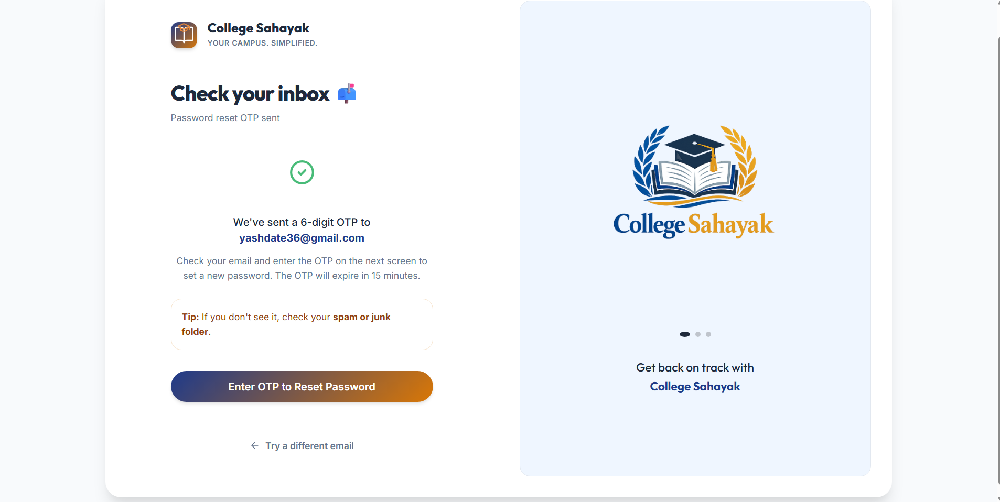 College Sahayak
YOUR CAMPUS. SIMPLIFIED.
Check your inbox
Password reset OTP sent
We've sent a 6-digit OTP to
yashdate36@gmail.com
Check your email and enter the OTP on the next screen to
set a new password. The OTP will expire in 15 minutes.
Tip: If you don't see it, check your spam or junk
folder.
Enter OTP to Reset Password
Try a different email
College Sahayak
Get back on track with
College Sahayak